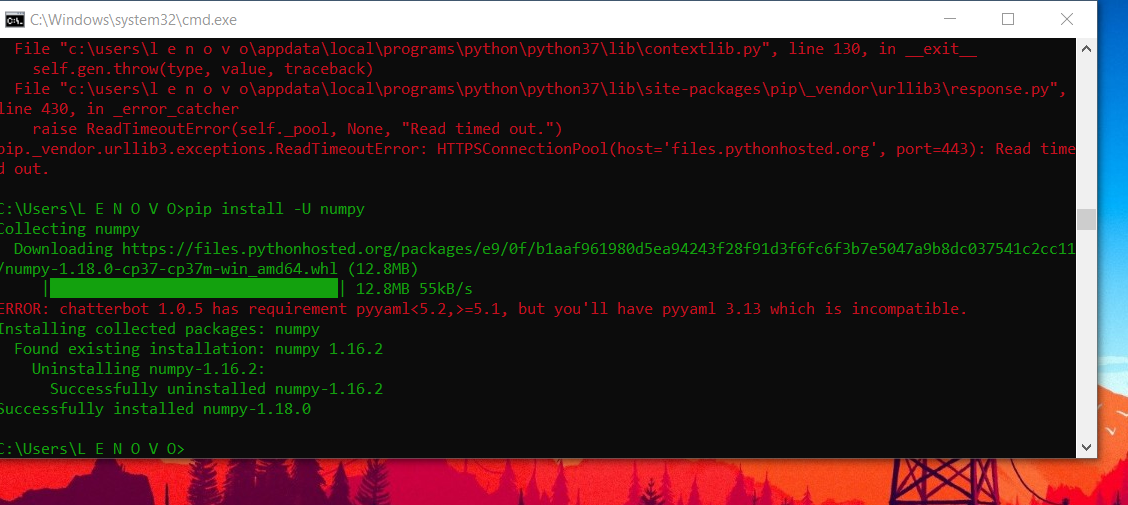 C:\Windows\system32\cmd.exe
File "c:\users\l e n o v o\appdata\local\programs\python\python37\lib\contextlib.py", line 130, in __exit__
self.gen.throw(type, value, traceback)
File "c:\users\l e n o v o\appdata\local\programs\python\python37\lib\site-packages\pip\_vendor\urllib3\response.py",
line 430, in _error_catcher
raise ReadTimeoutError(self._pool, None, "Read timed out.")
pip._vendor.urllib3.exceptions.ReadTimeoutError: HTTPSConnectionPool(host='files.pythonhosted.org', port=443): Read time
d out.
C:\Users\L E N O V O>pip install -U numpy
Collecting numpy
Downloading https://files.pythonhosted.org/packages/e9/0f/b1aaf961980d5ea94243f28f91d3f6fc6f3b7e5047a9b8dc037541c2cc11
/numpy-1.18.0-cp37-cp37m-win_amd64.whl (12.8MB)
|| 12.8MB 55kB/s
ERROR: chatterbot 1.0.5 has requirement pyyaml<5.2,>=5.1, but you'll have pyyaml 3.13 which is incompatible.
Installing collected packages: numpy
Found existing installation: numpy 1.16.2
Uninstalling numpy-1.16.2:
Successfully uninstalled numpy-1.16.2
Successfully installed numpy-1.18.0
C:\Users\L E N O V O>